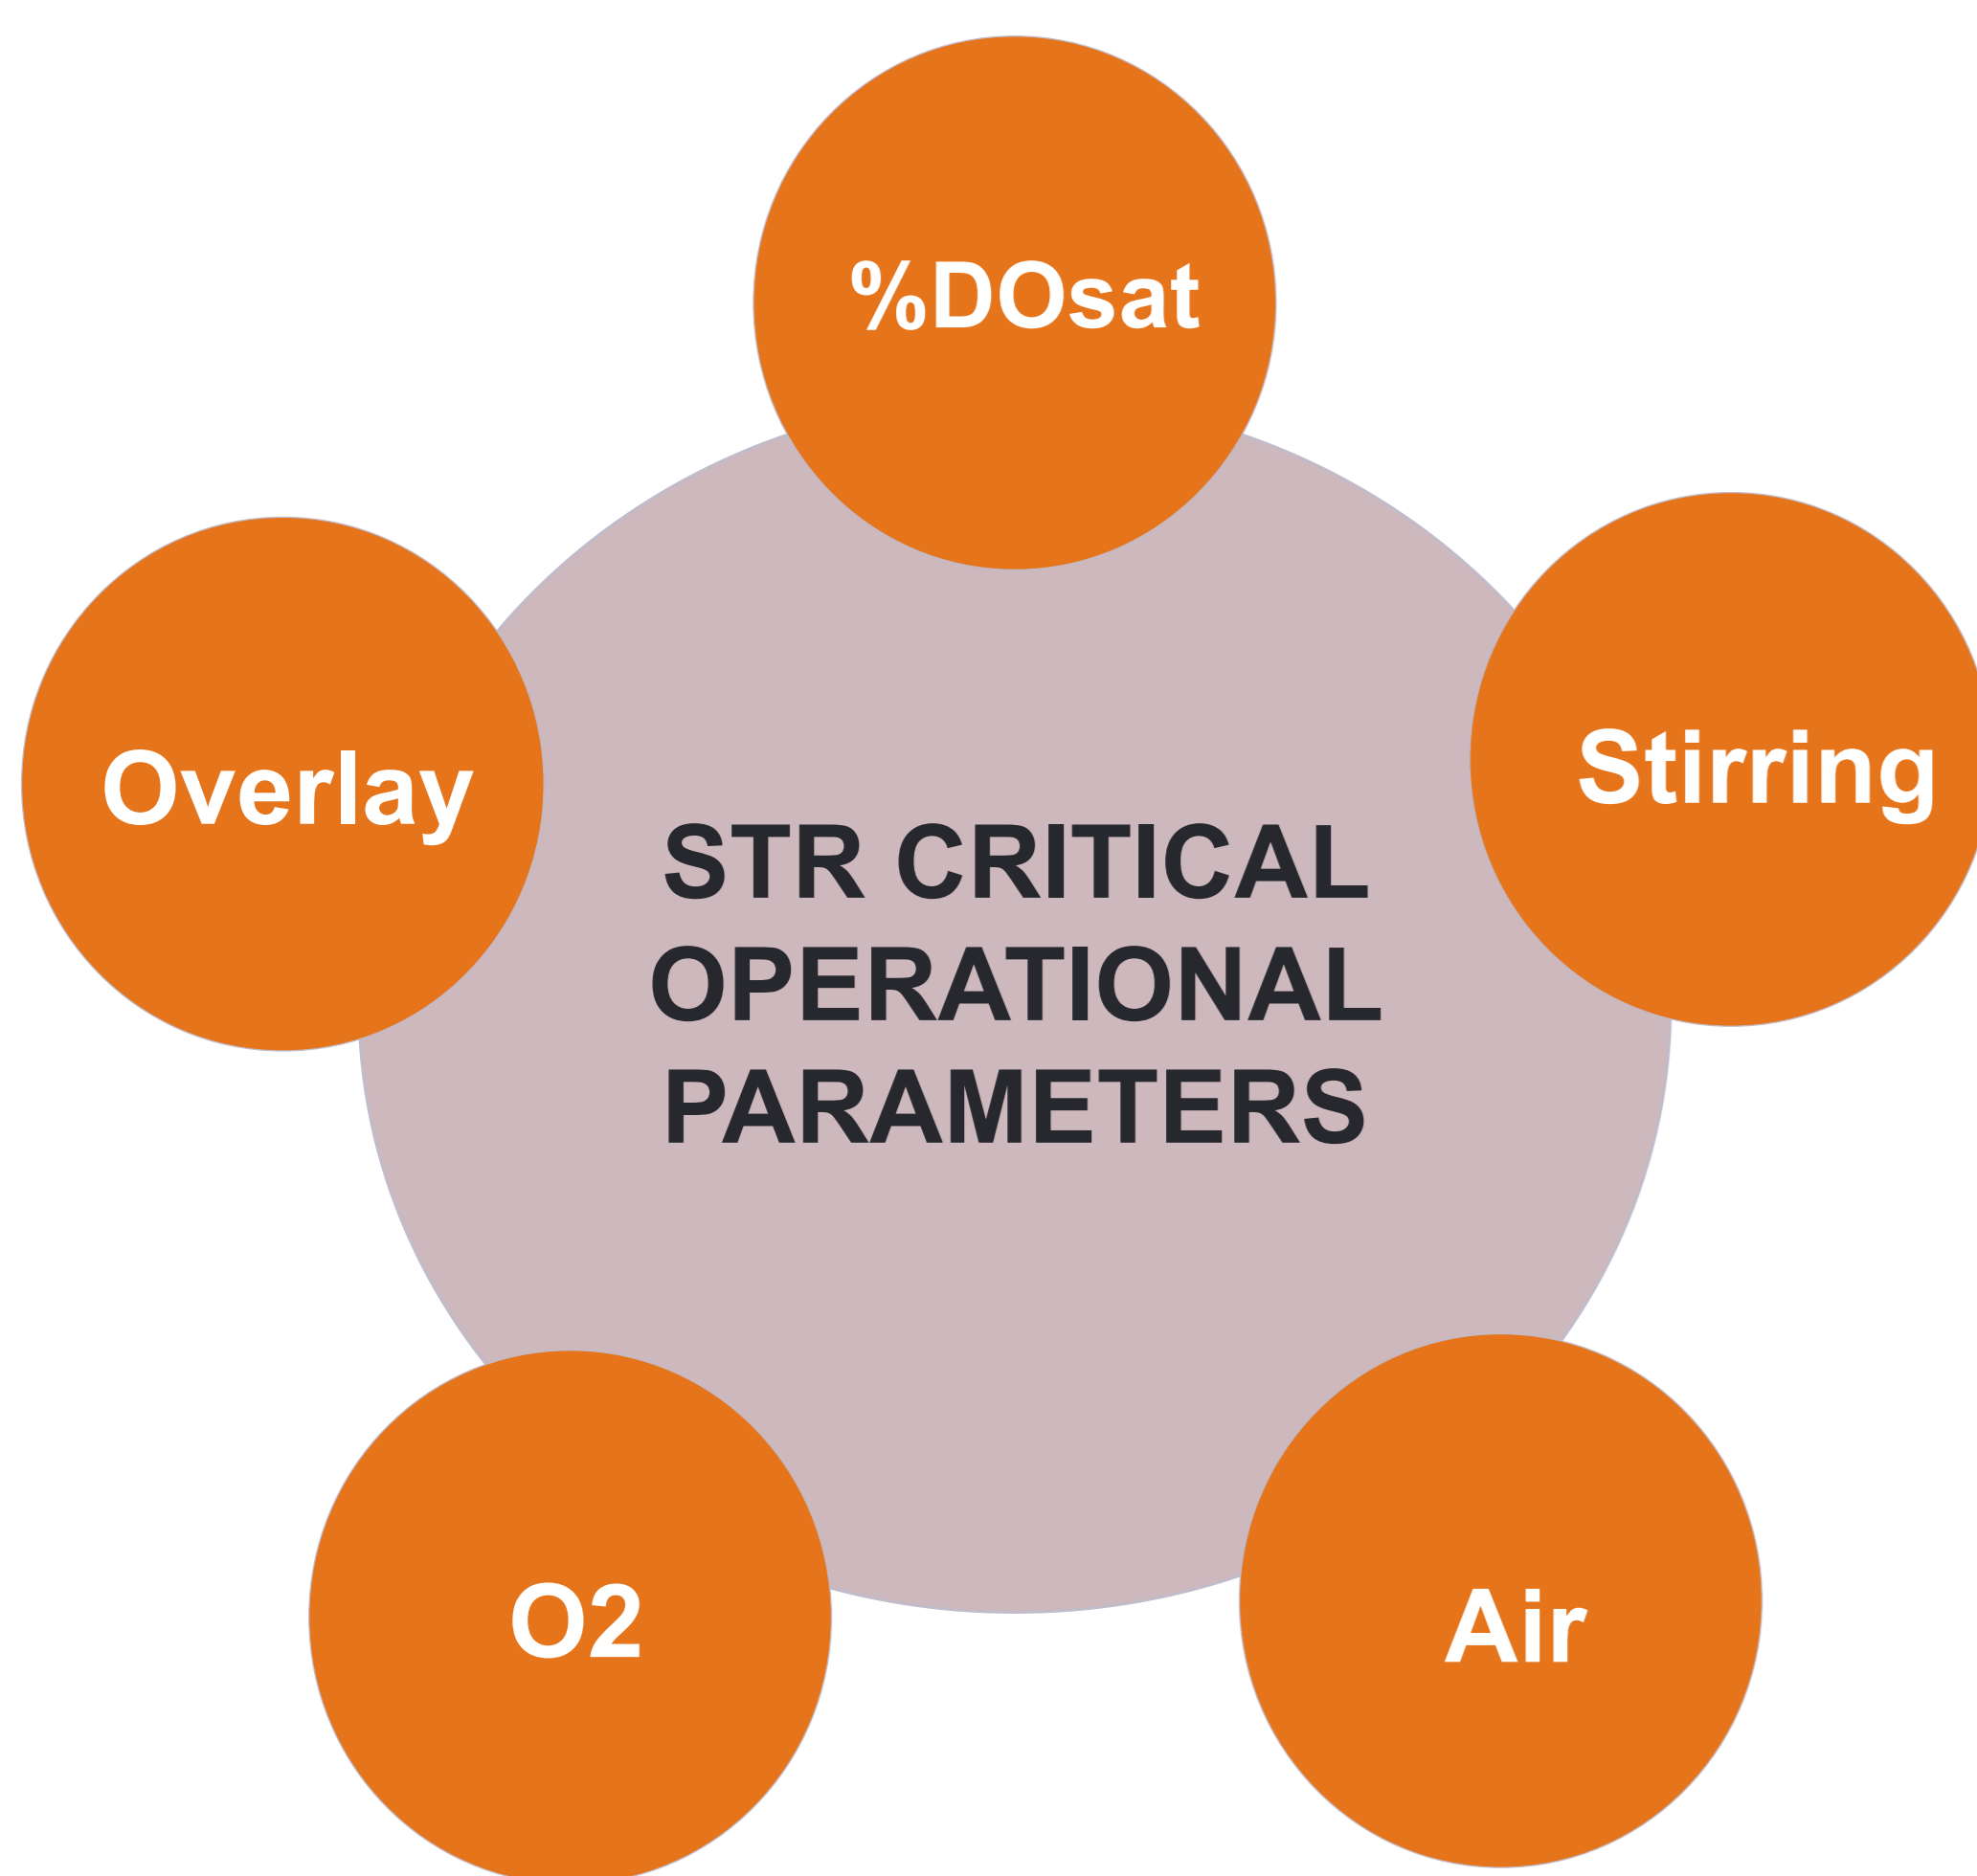 %DOsat
Stirring
Overlay
STR CRITICAL
OPERATIONAL
PARAMETERS
O2
Air